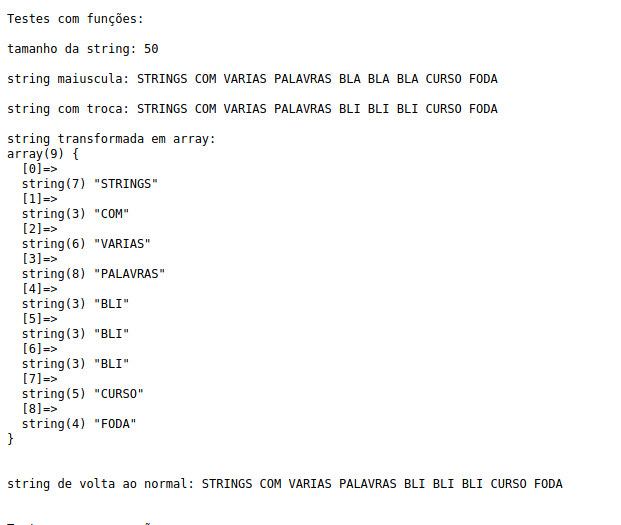 Testes com funções:
tamanho da string: 50
string maiuscula: STRINGS COM VARIAS PALAVRAS BLA BLA BLA CURSO FODA
string com troca: STRINGS COM VARIAS PALAVRAS BLI BLI BLI CURSO FODA
string transformada em array:
array(9) {
  [0]=>
  string(7) "STRINGS"
  [1]=>
  string(3) "COM"
  [2]=>
  string(6) "VARIAS"
  [3]=>
  string(8) "PALAVRAS"
  [4]=>
  string(3) "BLI"
  [5]=>
  string(3) "BLI"
  [6]=>
  string(3) "BLI"
  [7]=>
  string(5) "CURSO"
  [8]=>
  string(4) "FODA"
}
string de volta ao normal: STRINGS COM VARIAS PALAVRAS BLI BLI BLI CURSO FODA